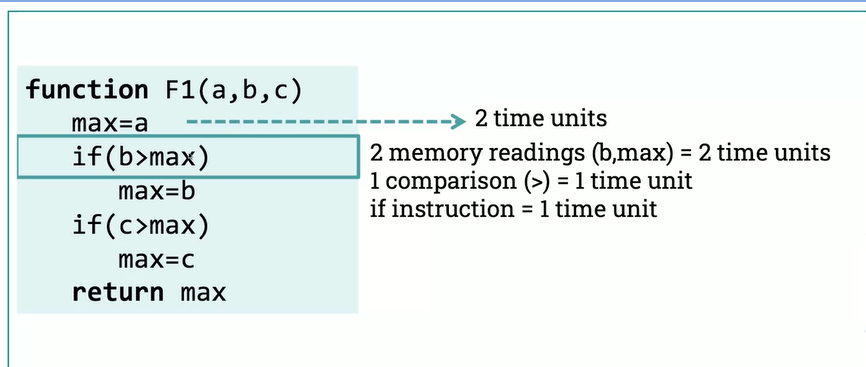 function F1(a,b,c)
max=a
2 time units
if(b>max)
2 memory readings (b,max) = 2 time units
1 comparison (>) = 1 time unit
if instruction = 1 time unit
max=b
if(c>max)
max=c
return max